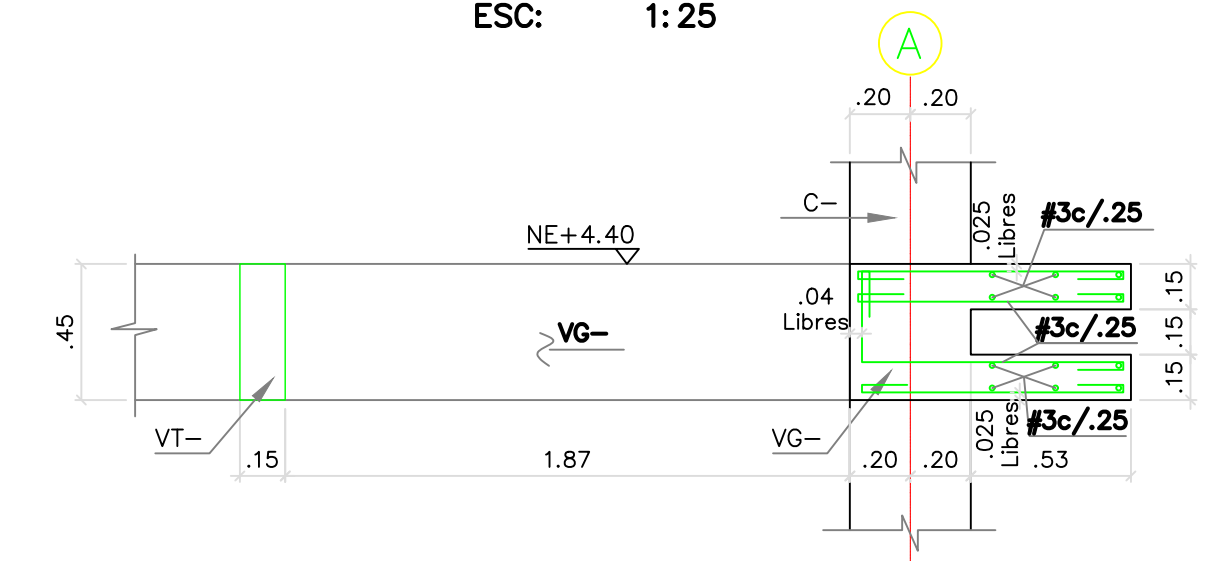 ESC: 1:25
A
.20 .20
C-
.025
Libres
#3c/.25
NE+4.40
.04
Libres
.15
.45
VG-
#3c/.25
.15
.15
VT-
VG-
.025
Libres
#3c/.25
.15 1.87 .20 .20 .53